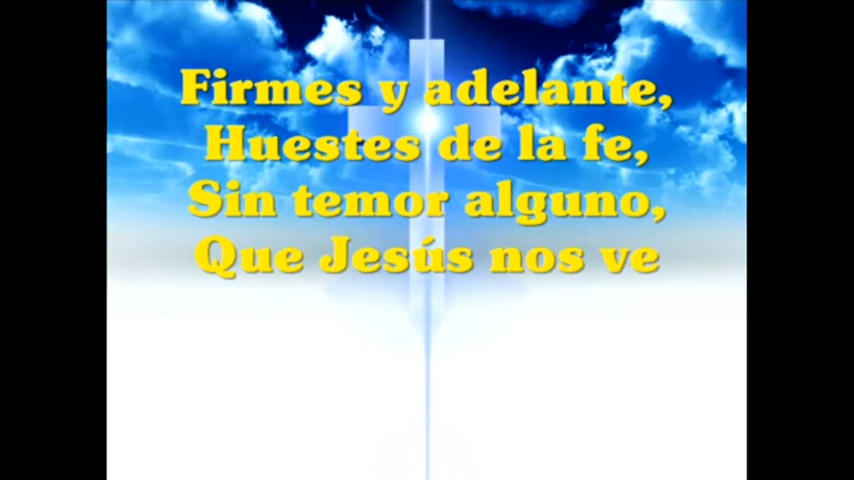 Firmes y adelante,
Huestes de la fe,
Sin temor alguno,
Que Jesús nos ve